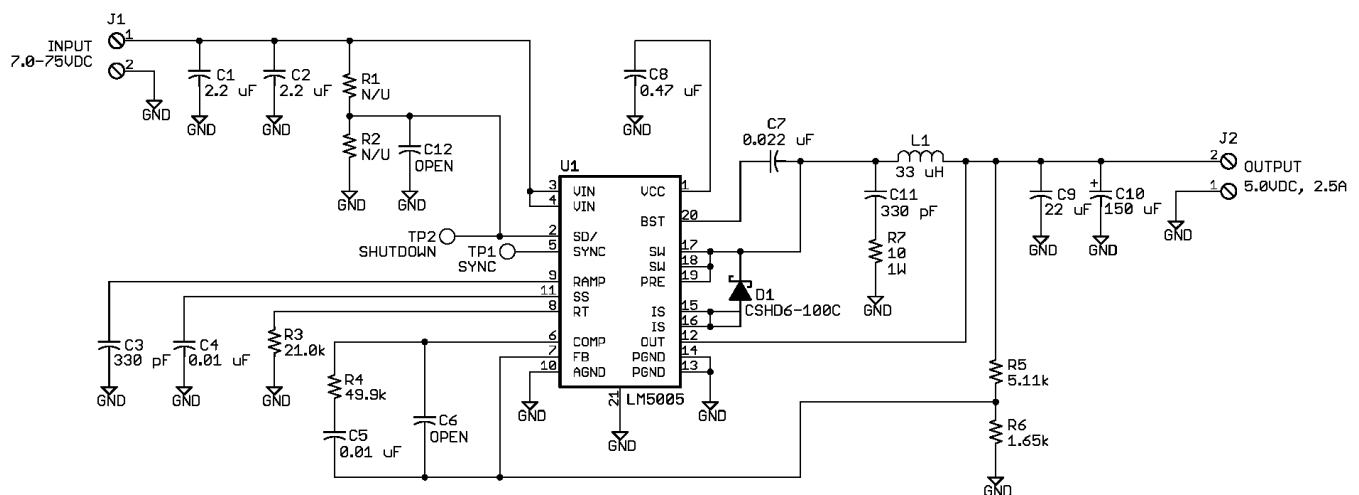 J1
1
INPUT
7.0-75VDC
2
GND
C1
2.2 uF
GND
C2
2.2 uF
GND
R1
N/U
R2
N/U
GND
C12
OPEN
GND
C8
0.47 uF
GND
C7
0.022 uF
L1
33 uH
J2
2
OUTPUT
5.0VDC, 2.5A
1
GND
C11
330 pF
R7
10
1W
GND
C9
22 uF
GND
+
C10
150 uF
GND
U1
3 VIN
4 VIN
2 SD/
5 SYNC
9 RAMP
11 SS
8 RT
6 COMP
7 FB
10 AGND
VCC 1
BST 20
SW 17
SW 18
PRE 19
IS 15
IS 16
OUT 12
PGND 14
PGND 13
21
LM5005
GND
GND
GND
TP2
SHUTDOWN
TP1
SYNC
D1
CSHD6-100C
C3
330 pF
GND
C4
0.01 uF
GND
R3
21.0k
GND
R4
49.9k
C5
0.01 uF
C6
OPEN
R5
5.11k
R6
1.65k
GND